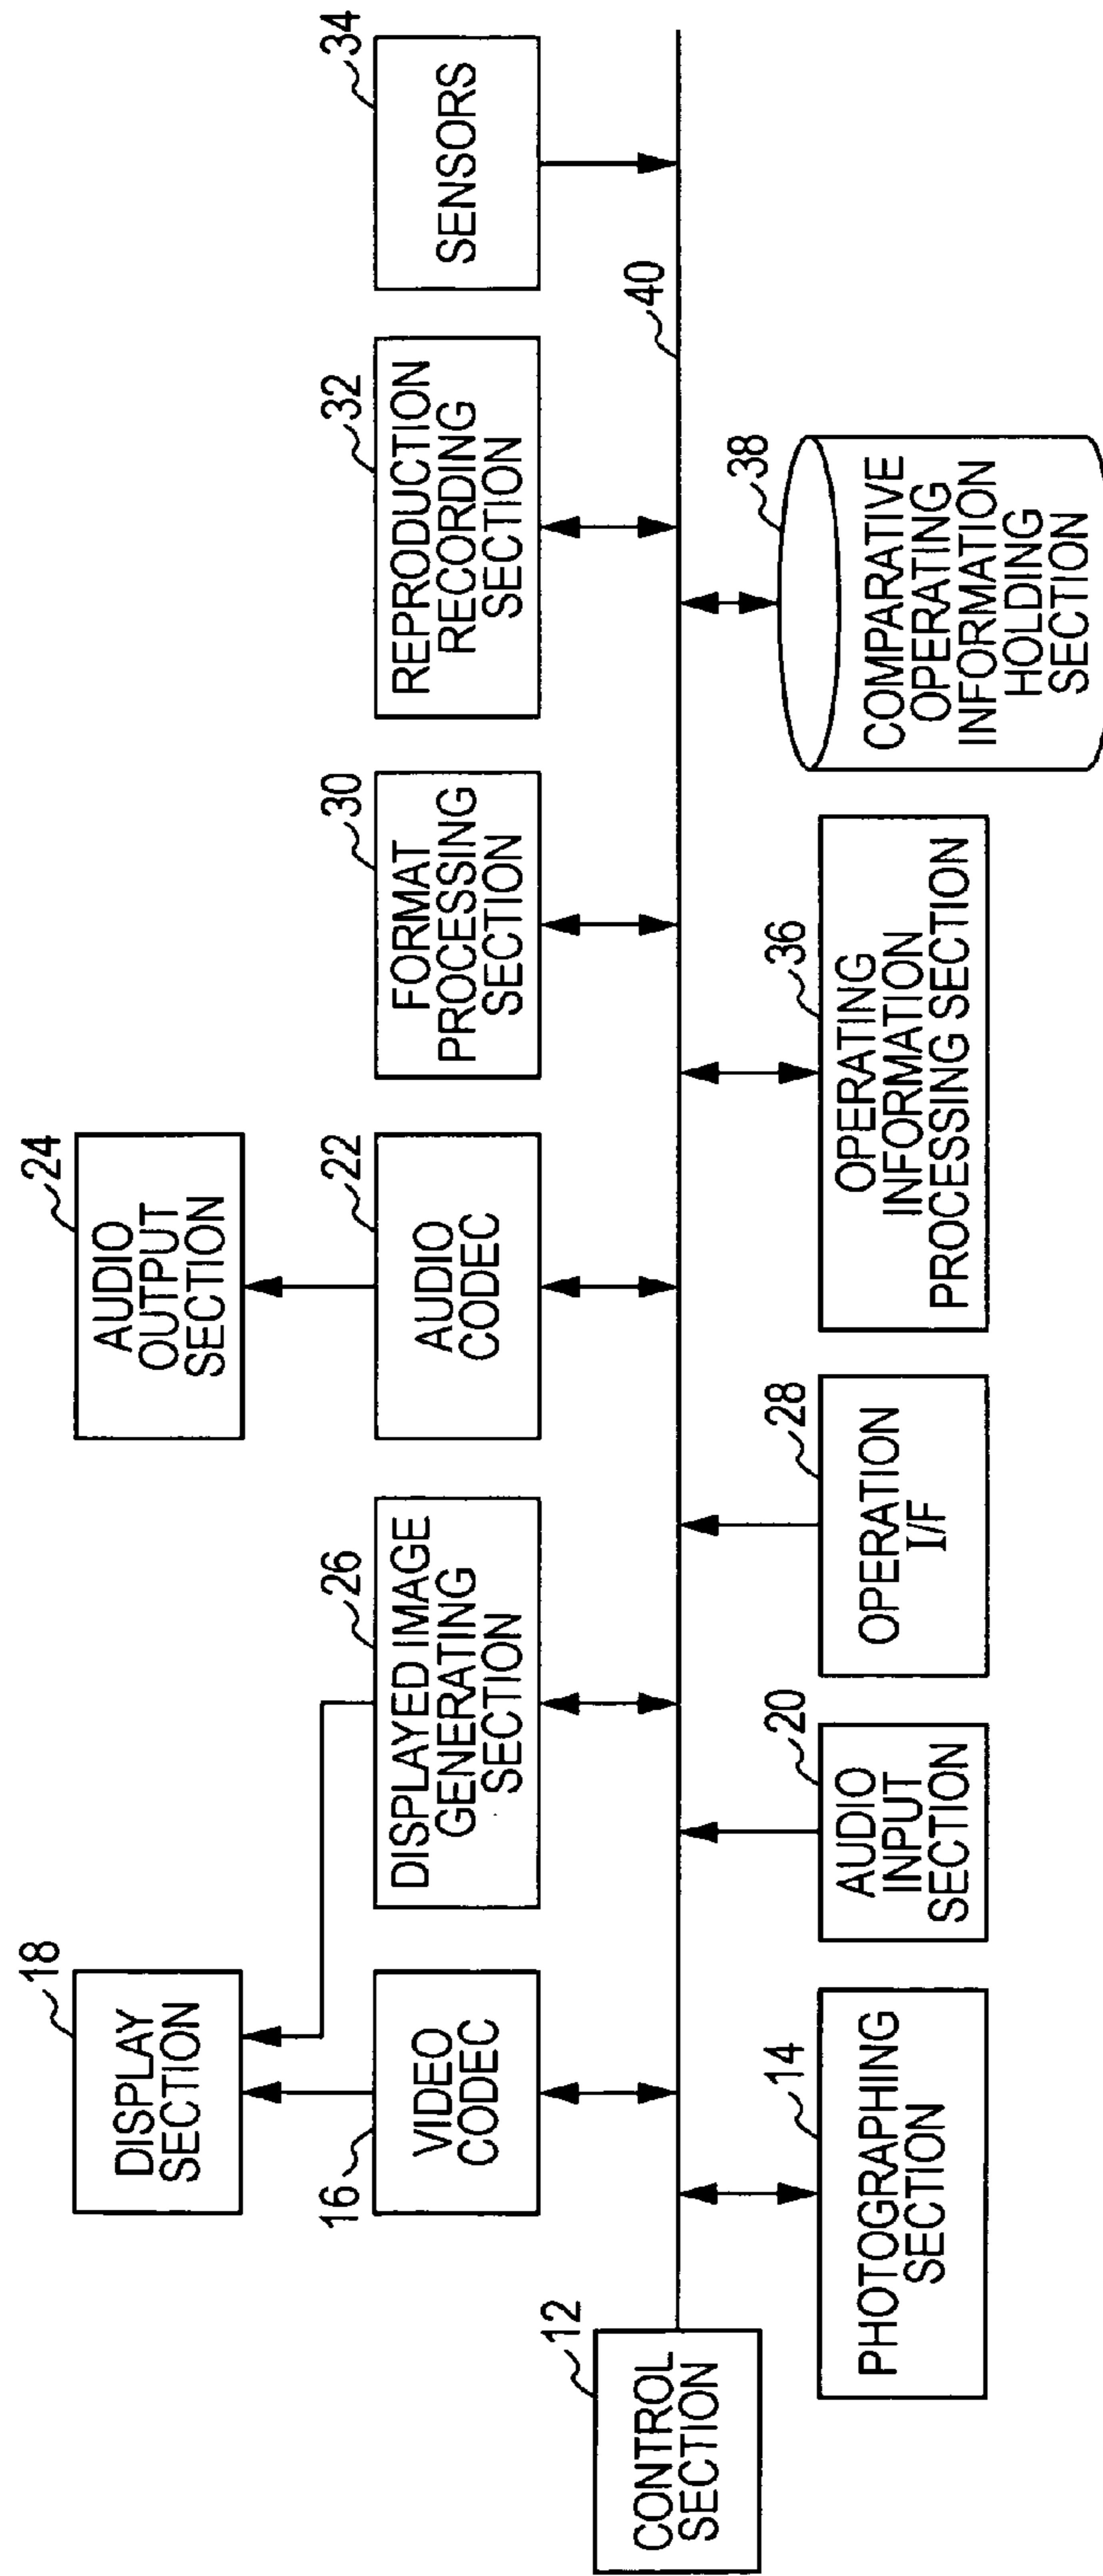 18
DISPLAY
SECTION
24
AUDIO
OUTPUT
SECTION
16
VIDEO
CODEC
26
DISPLAYED IMAGE
GENERATING
SECTION
22
AUDIO
CODEC
30
FORMAT
PROCESSING
SECTION
32
REPRODUCTION
RECORDING
SECTION
34
SENSORS
12
CONTROL
SECTION
40
14
PHOTOGRAPHING
SECTION
20
AUDIO
INPUT
SECTION
28
OPERATION
I/F
36
OPERATING
INFORMATION
PROCESSING SECTION
38
COMPARATIVE
OPERATING
INFORMATION
HOLDING
SECTION